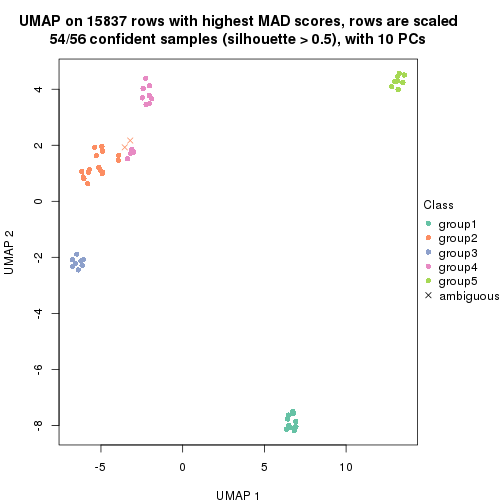 UMAP on 15837 rows with highest MAD scores, rows are scaled
54/56 confident samples (silhouette > 0.5), with 10 PCs
4
2
0
-2
-4
-6
-8
UMAP 2
-5
0
5
10
UMAP 1
Class
group1
group2
group3
group4
group5
ambiguous